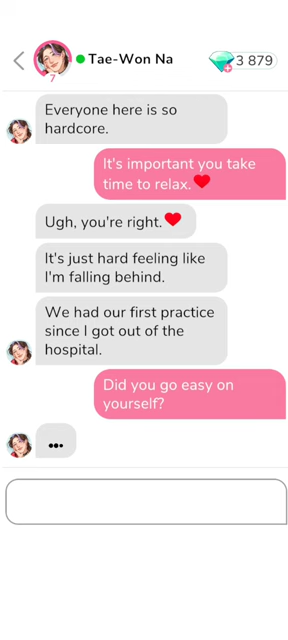 Tae-Won Na
3 879
7
Everyone here is so
hardcore.
It's important you take
time to relax.❤
Ugh, you're right.❤
It's just hard feeling like
I'm falling behind.
We had our first practice
since I got out of the
hospital.
Did you go easy on
yourself?
•••